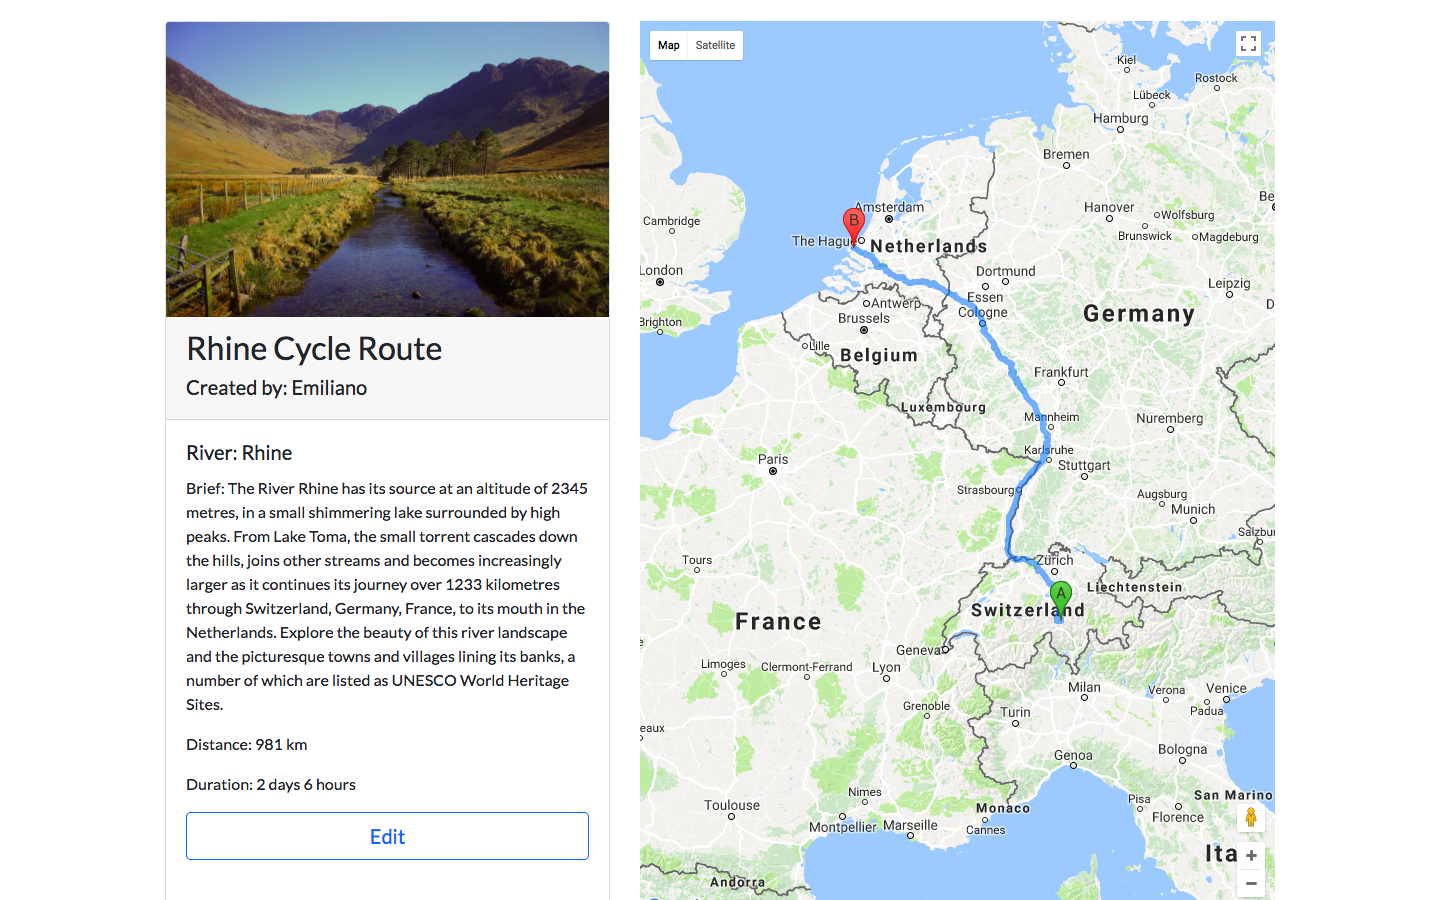 Rhine Cycle Route
Created by: Emiliano
River: Rhine
Brief: The River Rhine has its source at an altitude of 2345
metres, in a small shimmering lake surrounded by high
peaks. From Lake Toma, the small torrent cascades down
the hills, joins other streams and becomes increasingly
larger as it continues its journey over 1233 kilometres
through Switzerland, Germany, France, to its mouth in the
Netherlands. Explore the beauty of this river landscape
and the picturesque towns and villages lining its banks, a
number of which are listed as UNESCO World Heritage
Sites.
Distance: 981 km
Duration: 2 days 6 hours
Edit
Map
Satellite
Kiel
Rostock
Lübeck
Hamburg
Bremen
Amsterdam
Cambridge
B
Hanover
Wolfsburg
Brunswick
Magdeburg
The Hague
Netherlands
London
Dortmund
Leipzig
Essen
Antwerp
Cologne
Germany
Brussels
Brighton
Lille
Belgium
Frankfurt
Luxembourg
Mannheim
Nuremberg
Karlsruhe
Paris
Stuttgart
Strasbourg
Augsburg
Munich
Salzbu
Tours
Zürich
Liechtenstein
A
Switzerland
France
Geneva
Limoges
Clermont-Ferrand
Lyon
Milan
Verona
Venice
Grenoble
Turin
Padua
eaux
Genoa
Bologna
Nimes
San Marino
Pisa
Toulouse
Monaco
Florence
Montpellier
Marseille
Cannes
Ita
Andorra